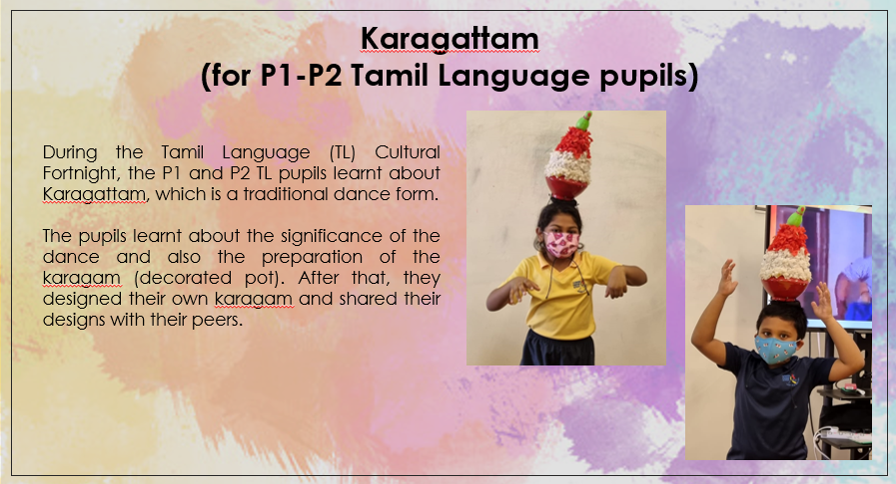 Karagattam
(for P1-P2 Tamil Language pupils)
During the Tamil Language (TL) Cultural
Fortnight, the P1 and P2 TL pupils learnt about
Karagattam, which is a traditional dance form.
The pupils learnt about the significance of the
dance and also the preparation of the
karagam (decorated pot). After that, they
designed their own karagam and shared their
designs with their peers.